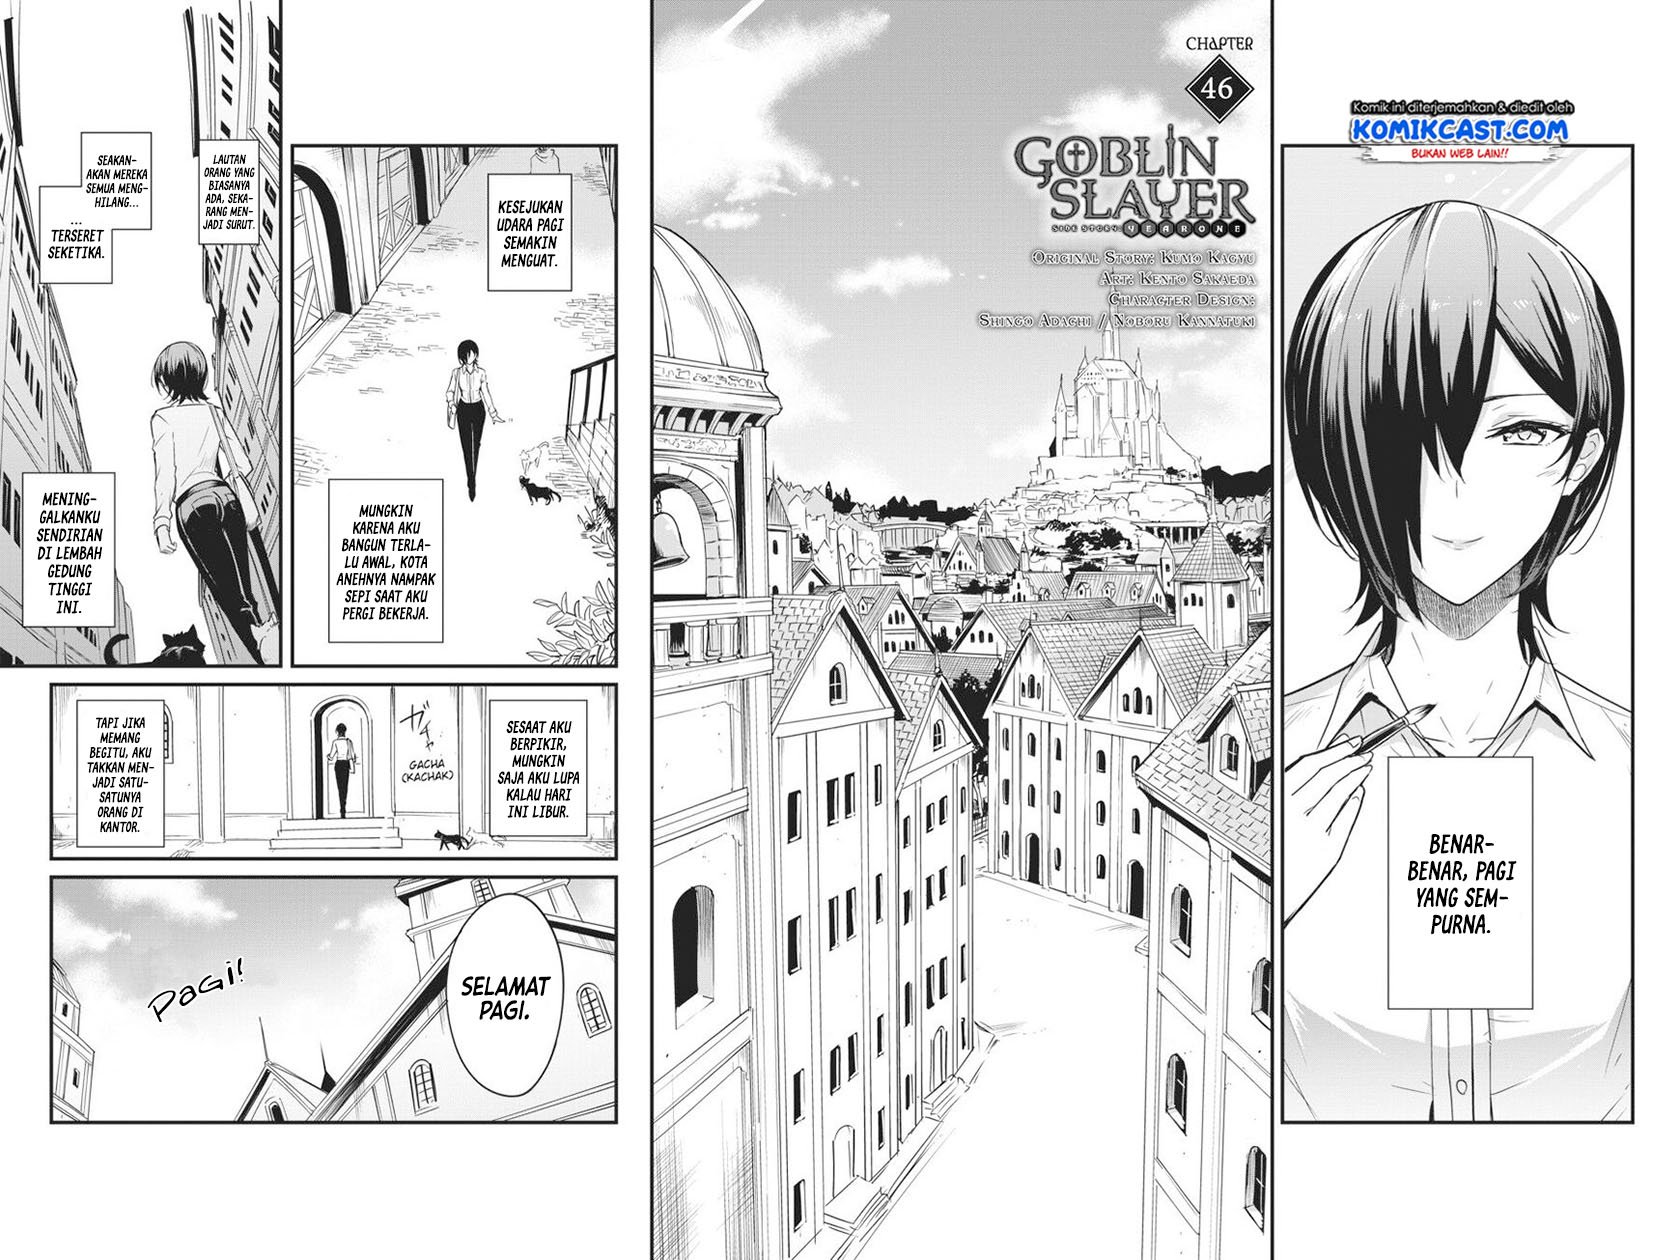 Komik ini diterjemahkan & diedit oleh
KOMIKCAST.COM
BUKAN WEB LAIN!!
BENAR-
BENAR, PAGI
YANG SEM-
PURNA.
CHAPTER
46
GOBLIN
SLAYER
SIDE STORY: YEAR ONE
ORIGINAL STORY: KUMO KAGYU
ART: KENTO SAKAEDA
CHARACTER DESIGN:
SHINGO ADACHI / NOBORU KANNATUKI
KESEJUKAN
UDARA PAGI
SEMAKIN
MENGUAT.
MUNGKIN
KARENA AKU
BANGUN TERLA-
LU AWAL, KOTA
ANEHNYA NAMPAK
SEPI SAAT AKU
PERGI BEKERJA.
LAUTAN
ORANG YANG
BIASANYA
ADA, SEKA-
RANG MEN-
JADI SURUT.
SEAKAN-
AKAN MEREKA
SEMUA MENG-
HILANG...
...
TERSERET
SEKETIKA.
MENING-
GALKANKU
SENDIRIAN
DI LEMBAH
GEDUNG
TINGGI
INI.
SESAAT AKU
BERPIKIR,
MUNGKIN
SAJA AKU LUPA
KALAU HARI
INI LIBUR.
ガチャ
GACHA
(KACHAK)
TAPI JIKA
MEMANG
BEGITU, AKU
TAKKAN MEN-
JADI SATU-
SATUNYA
ORANG DI
KANTOR.
SELAMAT
PAGI.
PAGI!